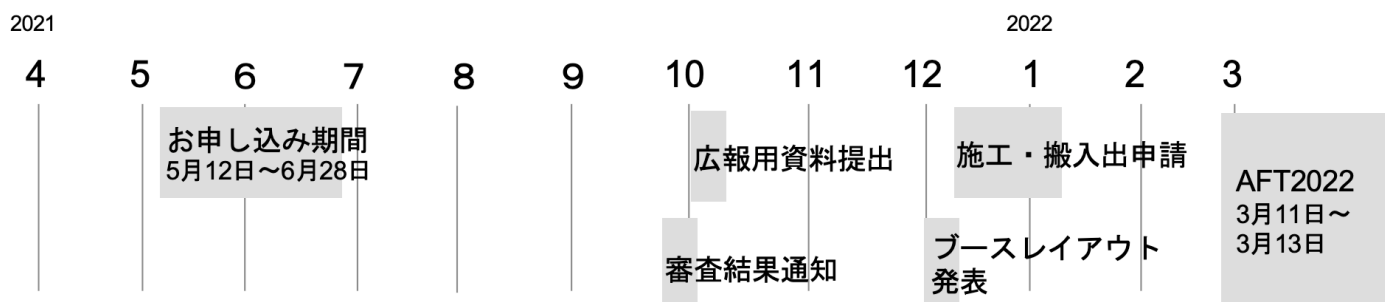 2021
2022
4 5 6 7 8 9 10 11 12 1 2 3
お申し込み期間
5月12日〜6月28日
広報用資料提出
施工・搬入出申請
AFT2022
3月11日〜
3月13日
審査結果通知
ブースレイアウト
発表